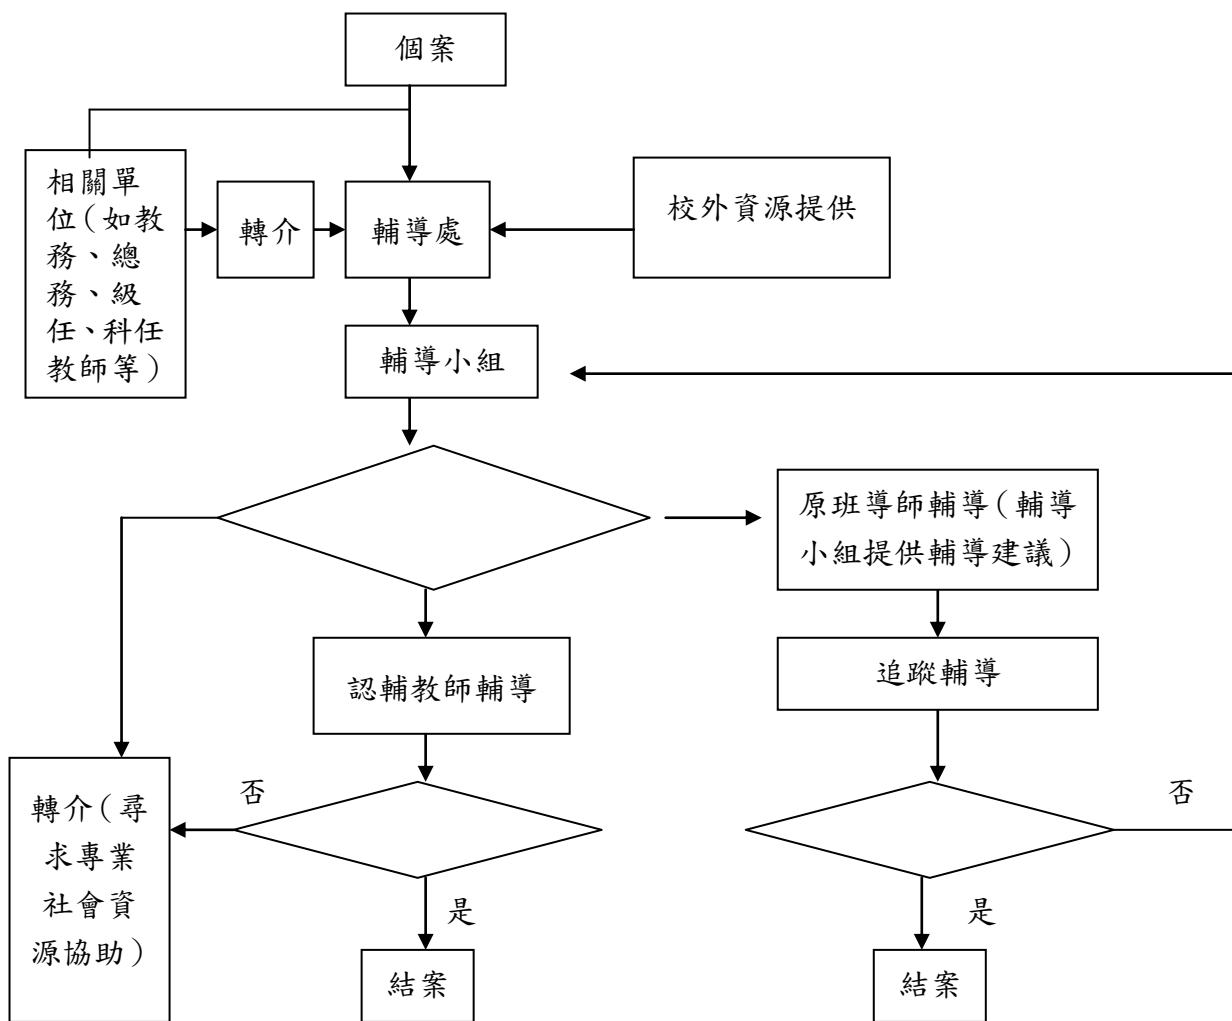 個案
相關單
位（如教
務、總
務、級
任、科任
教師等）
轉介
輔導處
校外資源提供
輔導小組
原班導師輔導（輔導
小組提供輔導建議）
認輔教師輔導
追蹤輔導
轉介（尋
求專業
社會資
源協助）
否
否
是
是
結案
結案